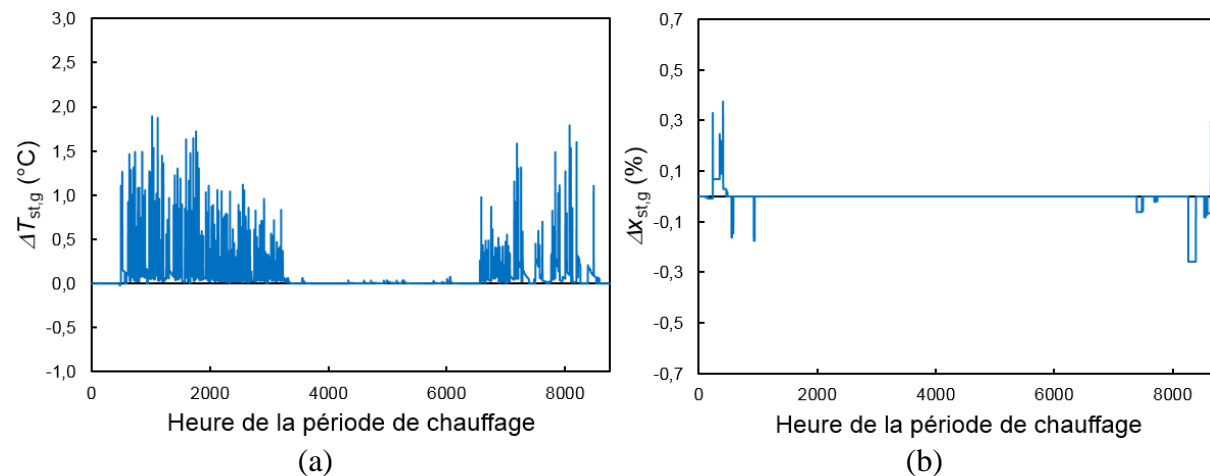 3,0
2,5
2,0
1,5
1,0
0,5
0,0
-0,5
-1,0
ΔT_st,g (°C)
0 2000 4000 6000 8000
Heure de la période de chauffage
(a)
0,7
0,5
0,3
0,1
-0,1
-0,3
-0,5
-0,7
Δx_st,g (%)
0 2000 4000 6000 8000
Heure de la période de chauffage
(b)